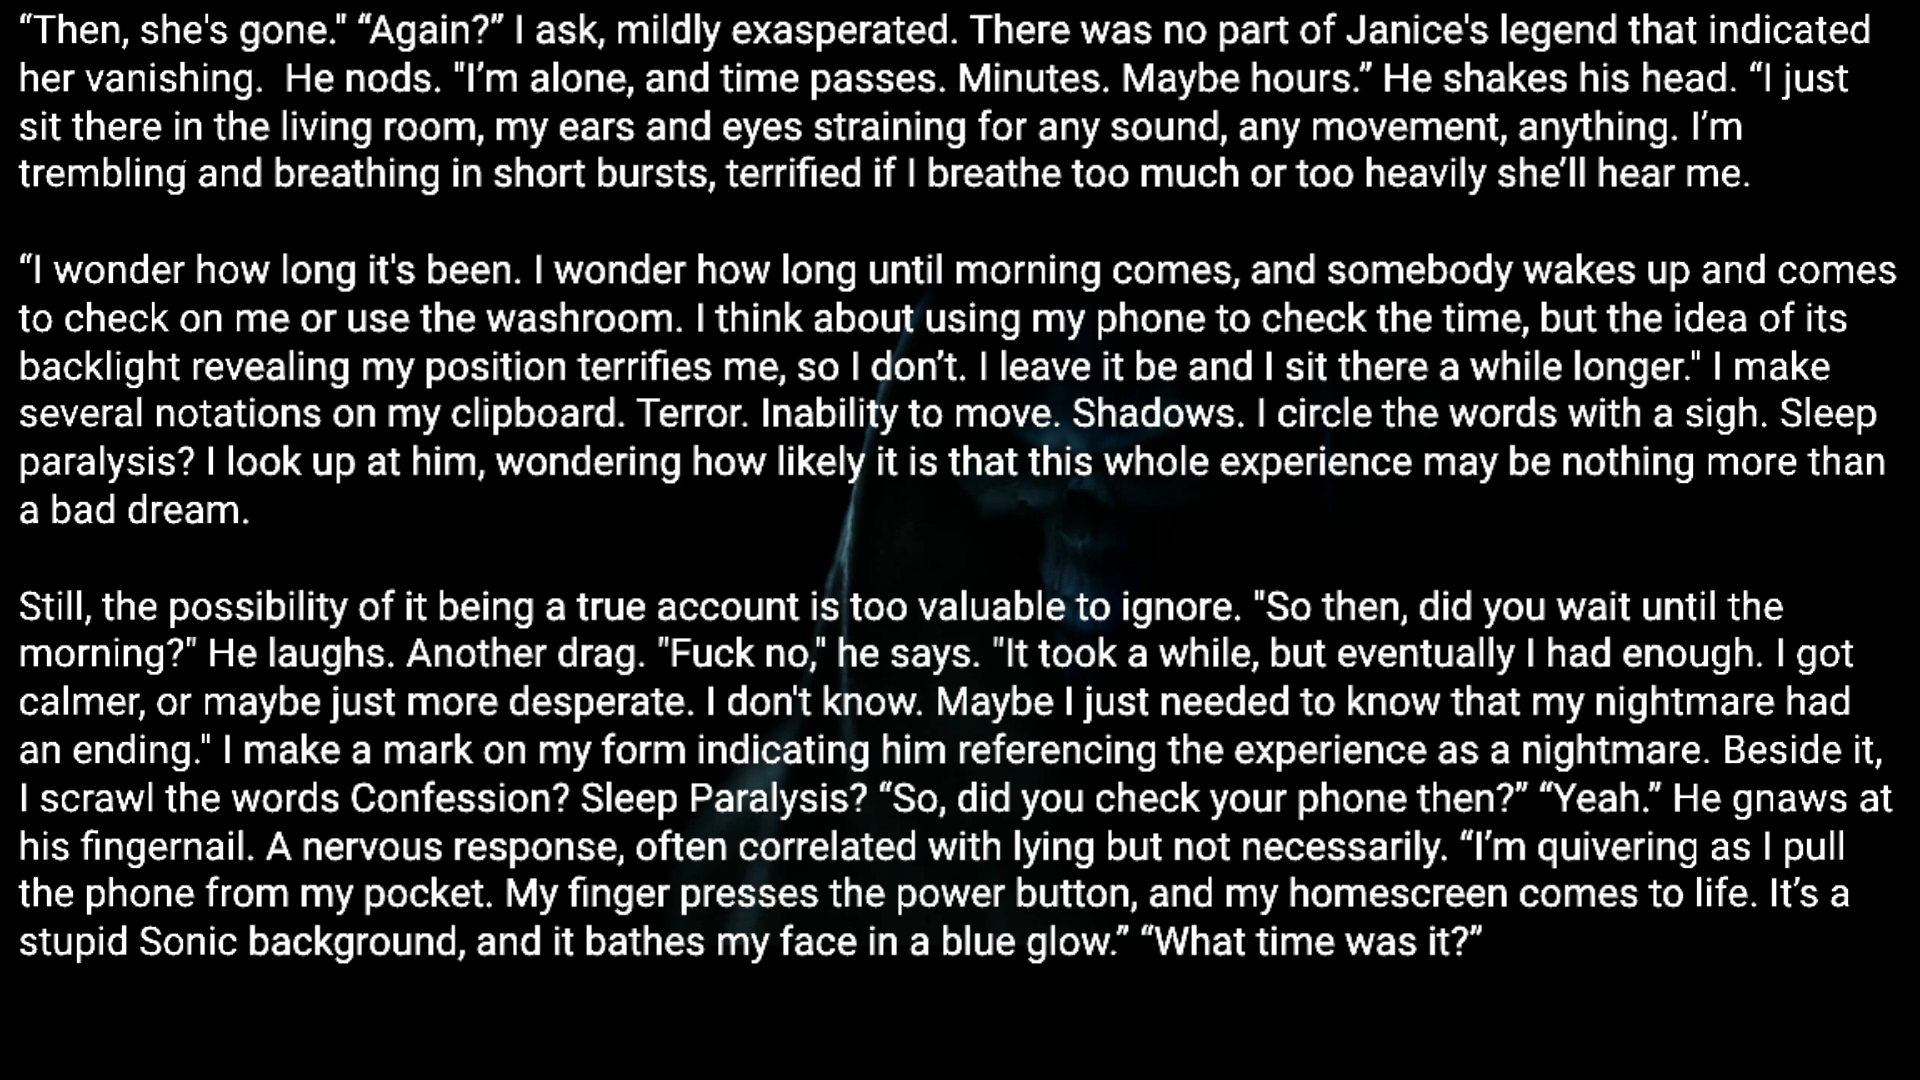 “Then, she's gone." “Again?” I ask, mildly exasperated. There was no part of Janice's legend that indicated
her vanishing.  He nods. "I’m alone, and time passes. Minutes. Maybe hours.” He shakes his head. “I just
sit there in the living room, my ears and eyes straining for any sound, any movement, anything. I’m
trembling and breathing in short bursts, terrified if I breathe too much or too heavily she’ll hear me.
“I wonder how long it's been. I wonder how long until morning comes, and somebody wakes up and comes
to check on me or use the washroom. I think about using my phone to check the time, but the idea of its
backlight revealing my position terrifies me, so I don’t. I leave it be and I sit there a while longer." I make
several notations on my clipboard. Terror. Inability to move. Shadows. I circle the words with a sigh. Sleep
paralysis? I look up at him, wondering how likely it is that this whole experience may be nothing more than
a bad dream.
Still, the possibility of it being a true account is too valuable to ignore. "So then, did you wait until the
morning?" He laughs. Another drag. "Fuck no," he says. "It took a while, but eventually I had enough. I got
calmer, or maybe just more desperate. I don't know. Maybe I just needed to know that my nightmare had
an ending." I make a mark on my form indicating him referencing the experience as a nightmare. Beside it,
I scrawl the words Confession? Sleep Paralysis? “So, did you check your phone then?” “Yeah.” He gnaws at
his fingernail. A nervous response, often correlated with lying but not necessarily. “I’m quivering as I pull
the phone from my pocket. My finger presses the power button, and my homescreen comes to life. It’s a
stupid Sonic background, and it bathes my face in a blue glow.” “What time was it?”